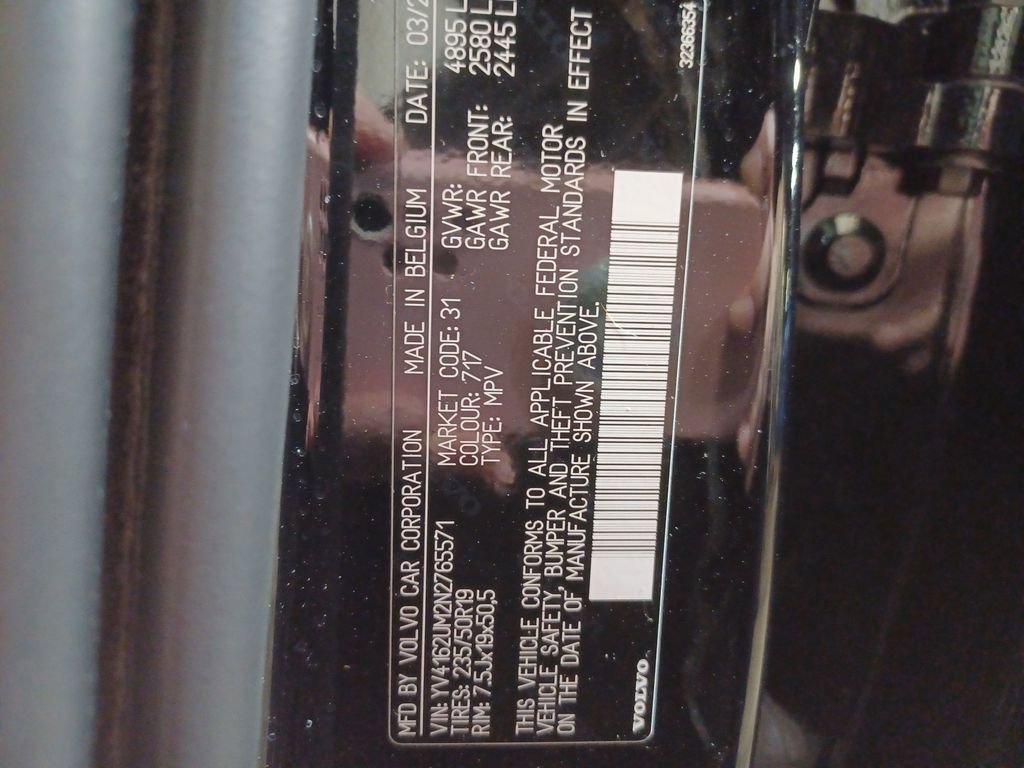 MFD BY VOLVO CAR CORPORATION MADE IN BELGIUM DATE: 03/2
VIN: YV4162UM2N2765571 MARKET CODE: 31 GVWR: 4895 L
TIRES: 235/50R19 COLOUR: 717 GAWR FRONT: 2580 L
RIM: 7.5Jx19x50,5 TYPE: MPV GAWR REAR: 2445 L
THIS VEHICLE CONFORMS TO ALL APPLICABLE FEDERAL MOTOR
VEHICLE SAFETY, BUMPER AND THEFT PREVENTION STANDARDS IN EFFECT
ON THE DATE OF MANUFACTURE SHOWN ABOVE.
VOLVO
32366354